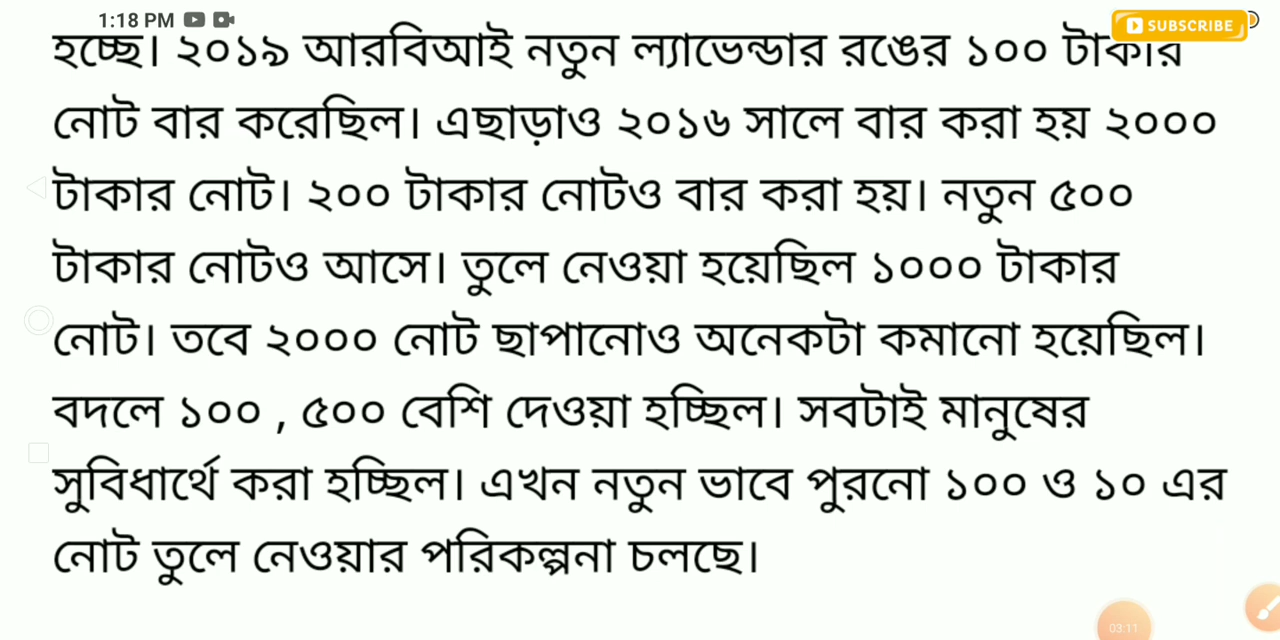 1:18 PM
SUBSCRIBE
হচ্ছে। ২০১৯ আরবিআই নতুন ল্যাভেন্ডার রঙের ১০০ টাকার
নোট বার করেছিল। এছাড়াও ২০১৬ সালে বার করা হয় ২০০০
টাকার নোট। ২০০ টাকার নোটও বার করা হয়। নতুন ৫০০
টাকার নোটও আসে। তুলে নেওয়া হয়েছিল ১০০০ টাকার
নোট। তবে ২০০০ নোট ছাপানোও অনেকটা কমানো হয়েছিল।
বদলে ১০০ , ৫০০ বেশি দেওয়া হচ্ছিল। সবটাই মানুষের
সুবিধার্থে করা হচ্ছিল। এখন নতুন ভাবে পুরনো ১০০ ও ১০ এর
নোট তুলে নেওয়ার পরিকল্পনা চলছে।
03:11